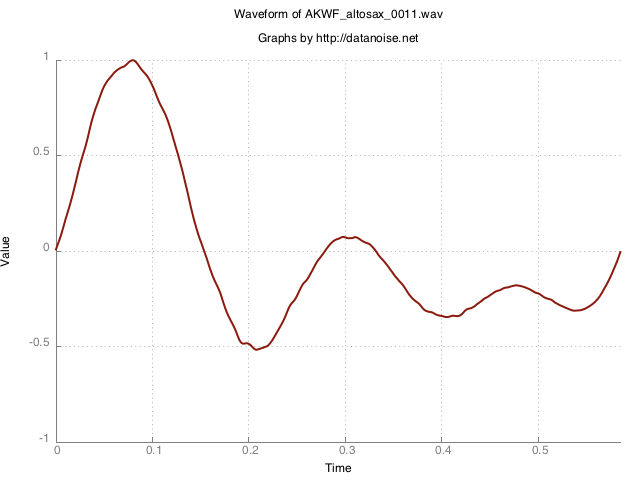 Waveform of AKWF_altosax_0011.wav
Graphs by http://datanoise.net
1
0.5
0
-0.5
-1
Value
0 0.1 0.2 0.3 0.4 0.5
Time